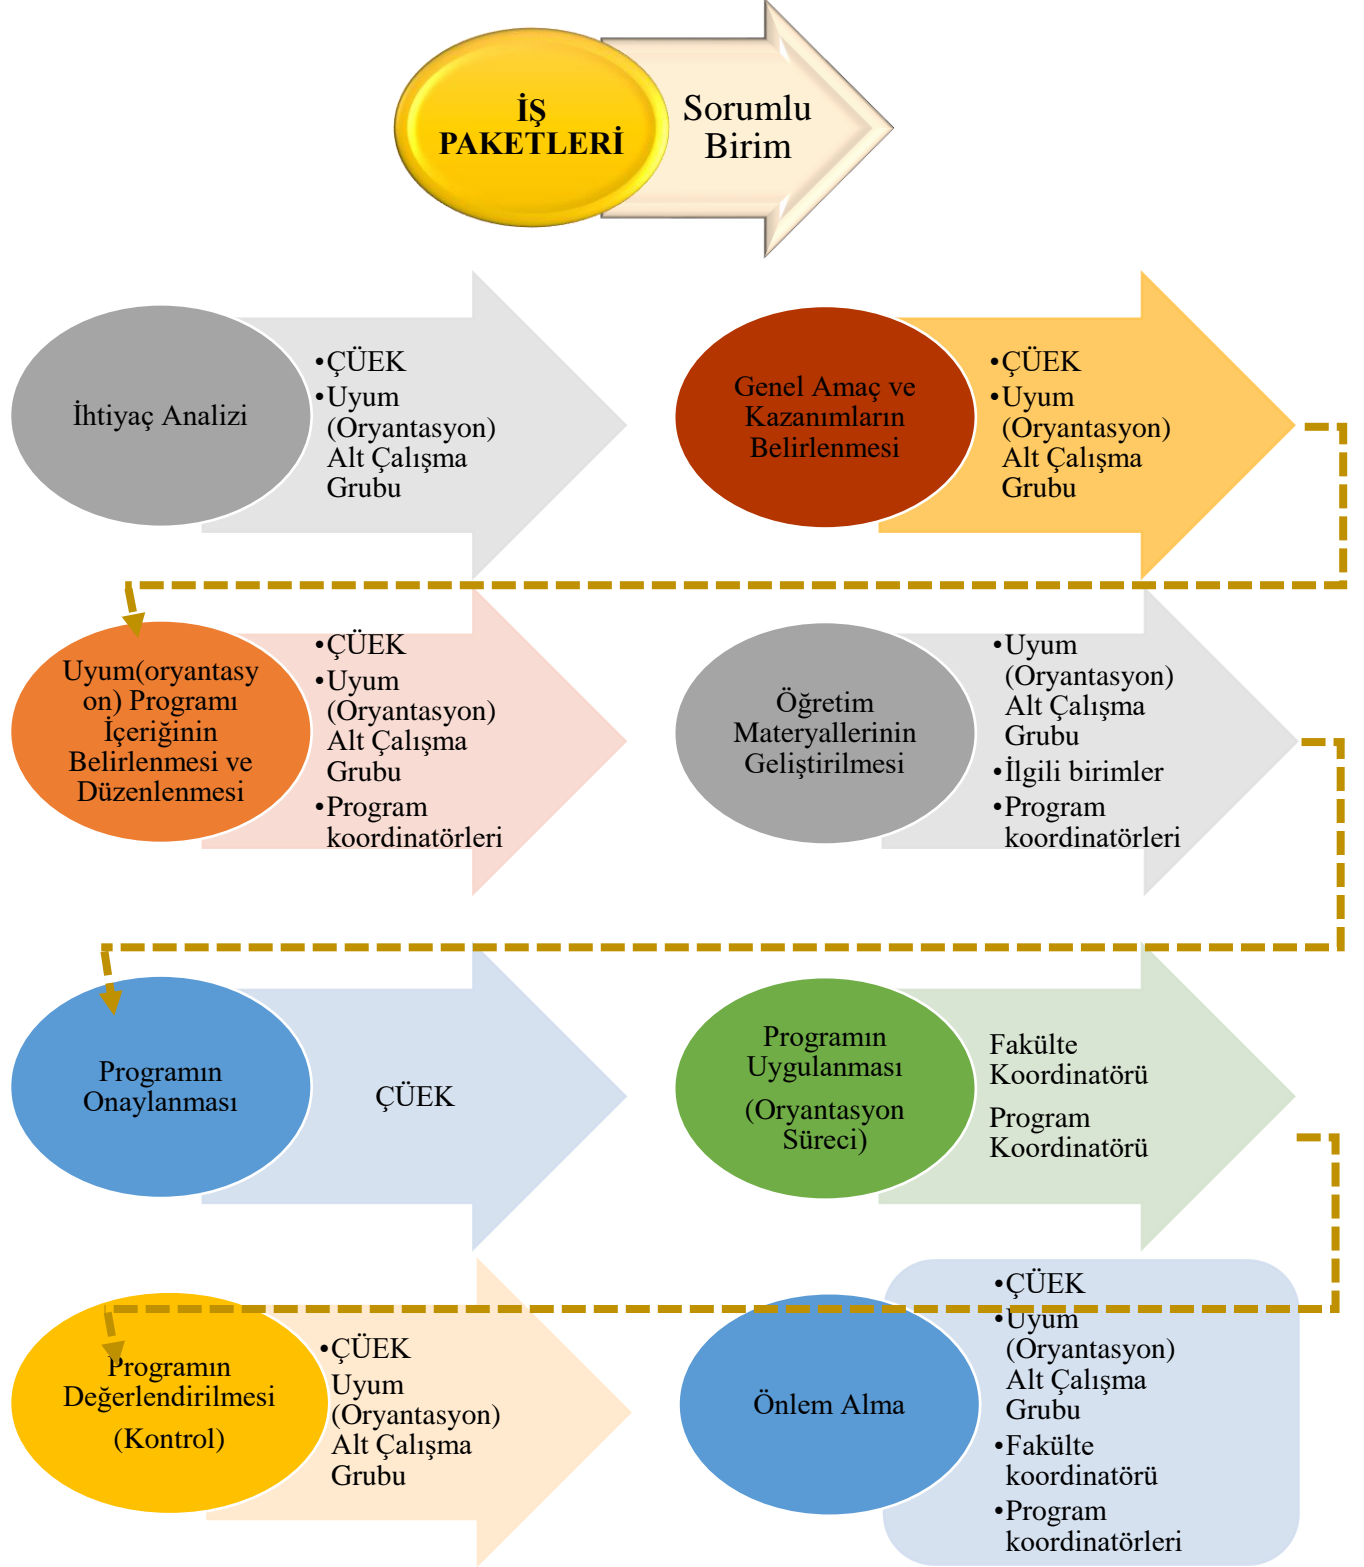 İŞ
PAKETLERİ
Sorumlu
Birim
İhtiyaç Analizi
•ÇÜEK
•Uyum
(Oryantasyon)
Alt Çalışma
Grubu
Genel Amaç ve
Kazanımların
Belirlenmesi
•ÇÜEK
•Uyum
(Oryantasyon)
Alt Çalışma
Grubu
Uyum(oryantasy
on) Programı
İçeriğinin
Belirlenmesi ve
Düzenlenmesi
•ÇÜEK
•Uyum
(Oryantasyon)
Alt Çalışma
Grubu
•Program
koordinatörleri
Öğretim
Materyallerinin
Geliştirilmesi
•Uyum
(Oryantasyon)
Alt Çalışma
Grubu
•İlgili birimler
•Program
koordinatörleri
Programın
Onaylanması
ÇÜEK
Programın
Uygulanması
(Oryantasyon
Süreci)
Fakülte
Koordinatörü
Program
Koordinatörü
Programın
Değerlendirilmesi
(Kontrol)
•ÇÜEK
Uyum
(Oryantasyon)
Alt Çalışma
Grubu
Önlem Alma
•ÇÜEK
•Uyum
(Oryantasyon)
Alt Çalışma
Grubu
•Fakülte
koordinatörü
•Program
koordinatörleri